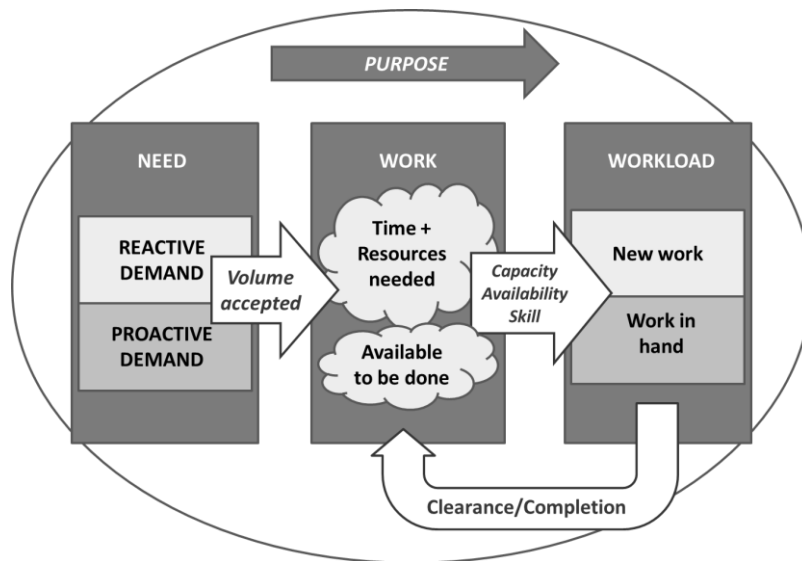 PURPOSE
NEED
REACTIVE
DEMAND
PROACTIVE
DEMAND
Volume
accepted
WORK
Time +
Resources
needed
Available
to be done
Capacity
Availability
Skill
WORKLOAD
New work
Work in
hand
Clearance/Completion